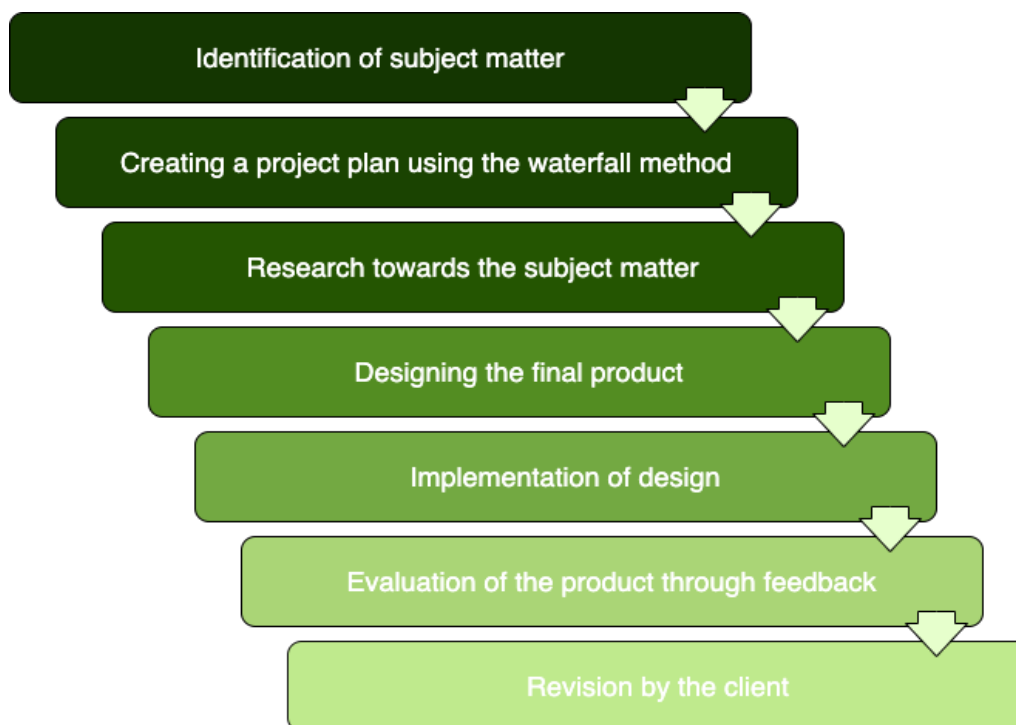 Identification of subject matter
Creating a project plan using the waterfall method
Research towards the subject matter
Designing the final product
Implementation of design
Evaluation of the product through feedback
Revision by the client